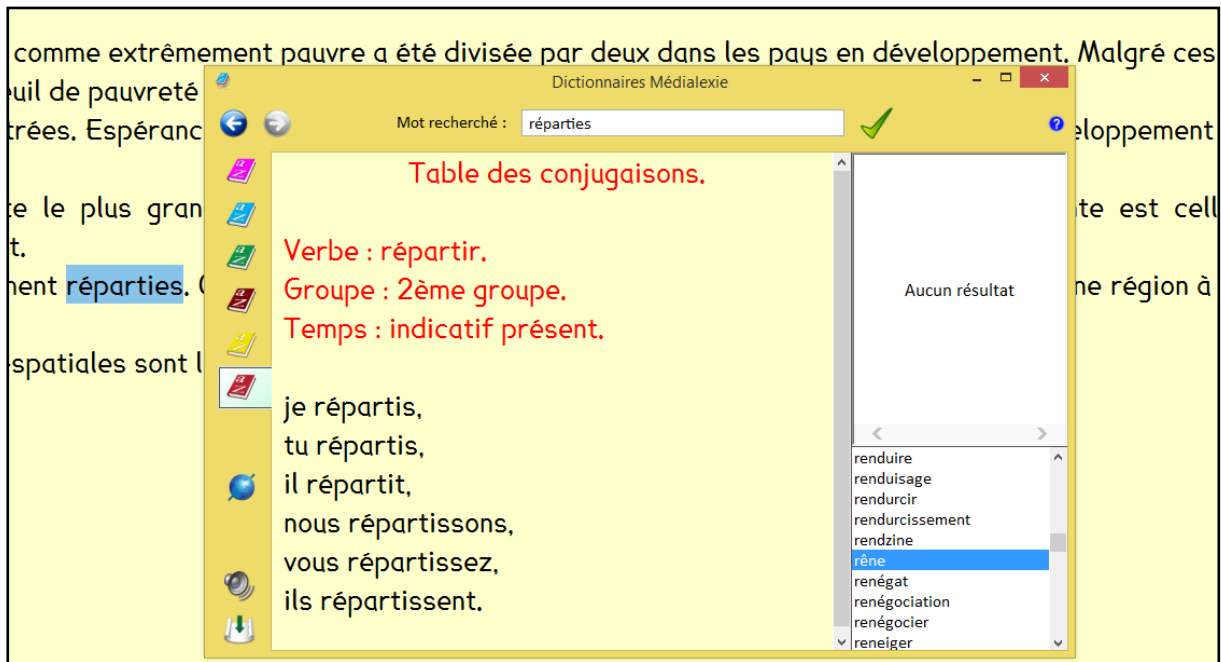 comme extrêmement pauvre a été divisée par deux dans les pays en développement. Malgré ces
euil de pauvreté
Dictionnaires Médialexie
trées. Espéranc
Mot recherché : réparties
eloppement
te le plus gran
te est cell
t.
ment réparties.
ne région à
spatiales sont l
Table des conjugaisons.
Verbe : répartir.
Groupe : 2ème groupe.
Temps : indicatif présent.
je répartis,
tu répartis,
il répartit,
nous répartissons,
vous répartissez,
ils répartissent.
Aucun résultat
renduire
renduisage
rendurcir
rendurcissement
rendzine
rêne
renégat
renégociation
renégocier
reneiger